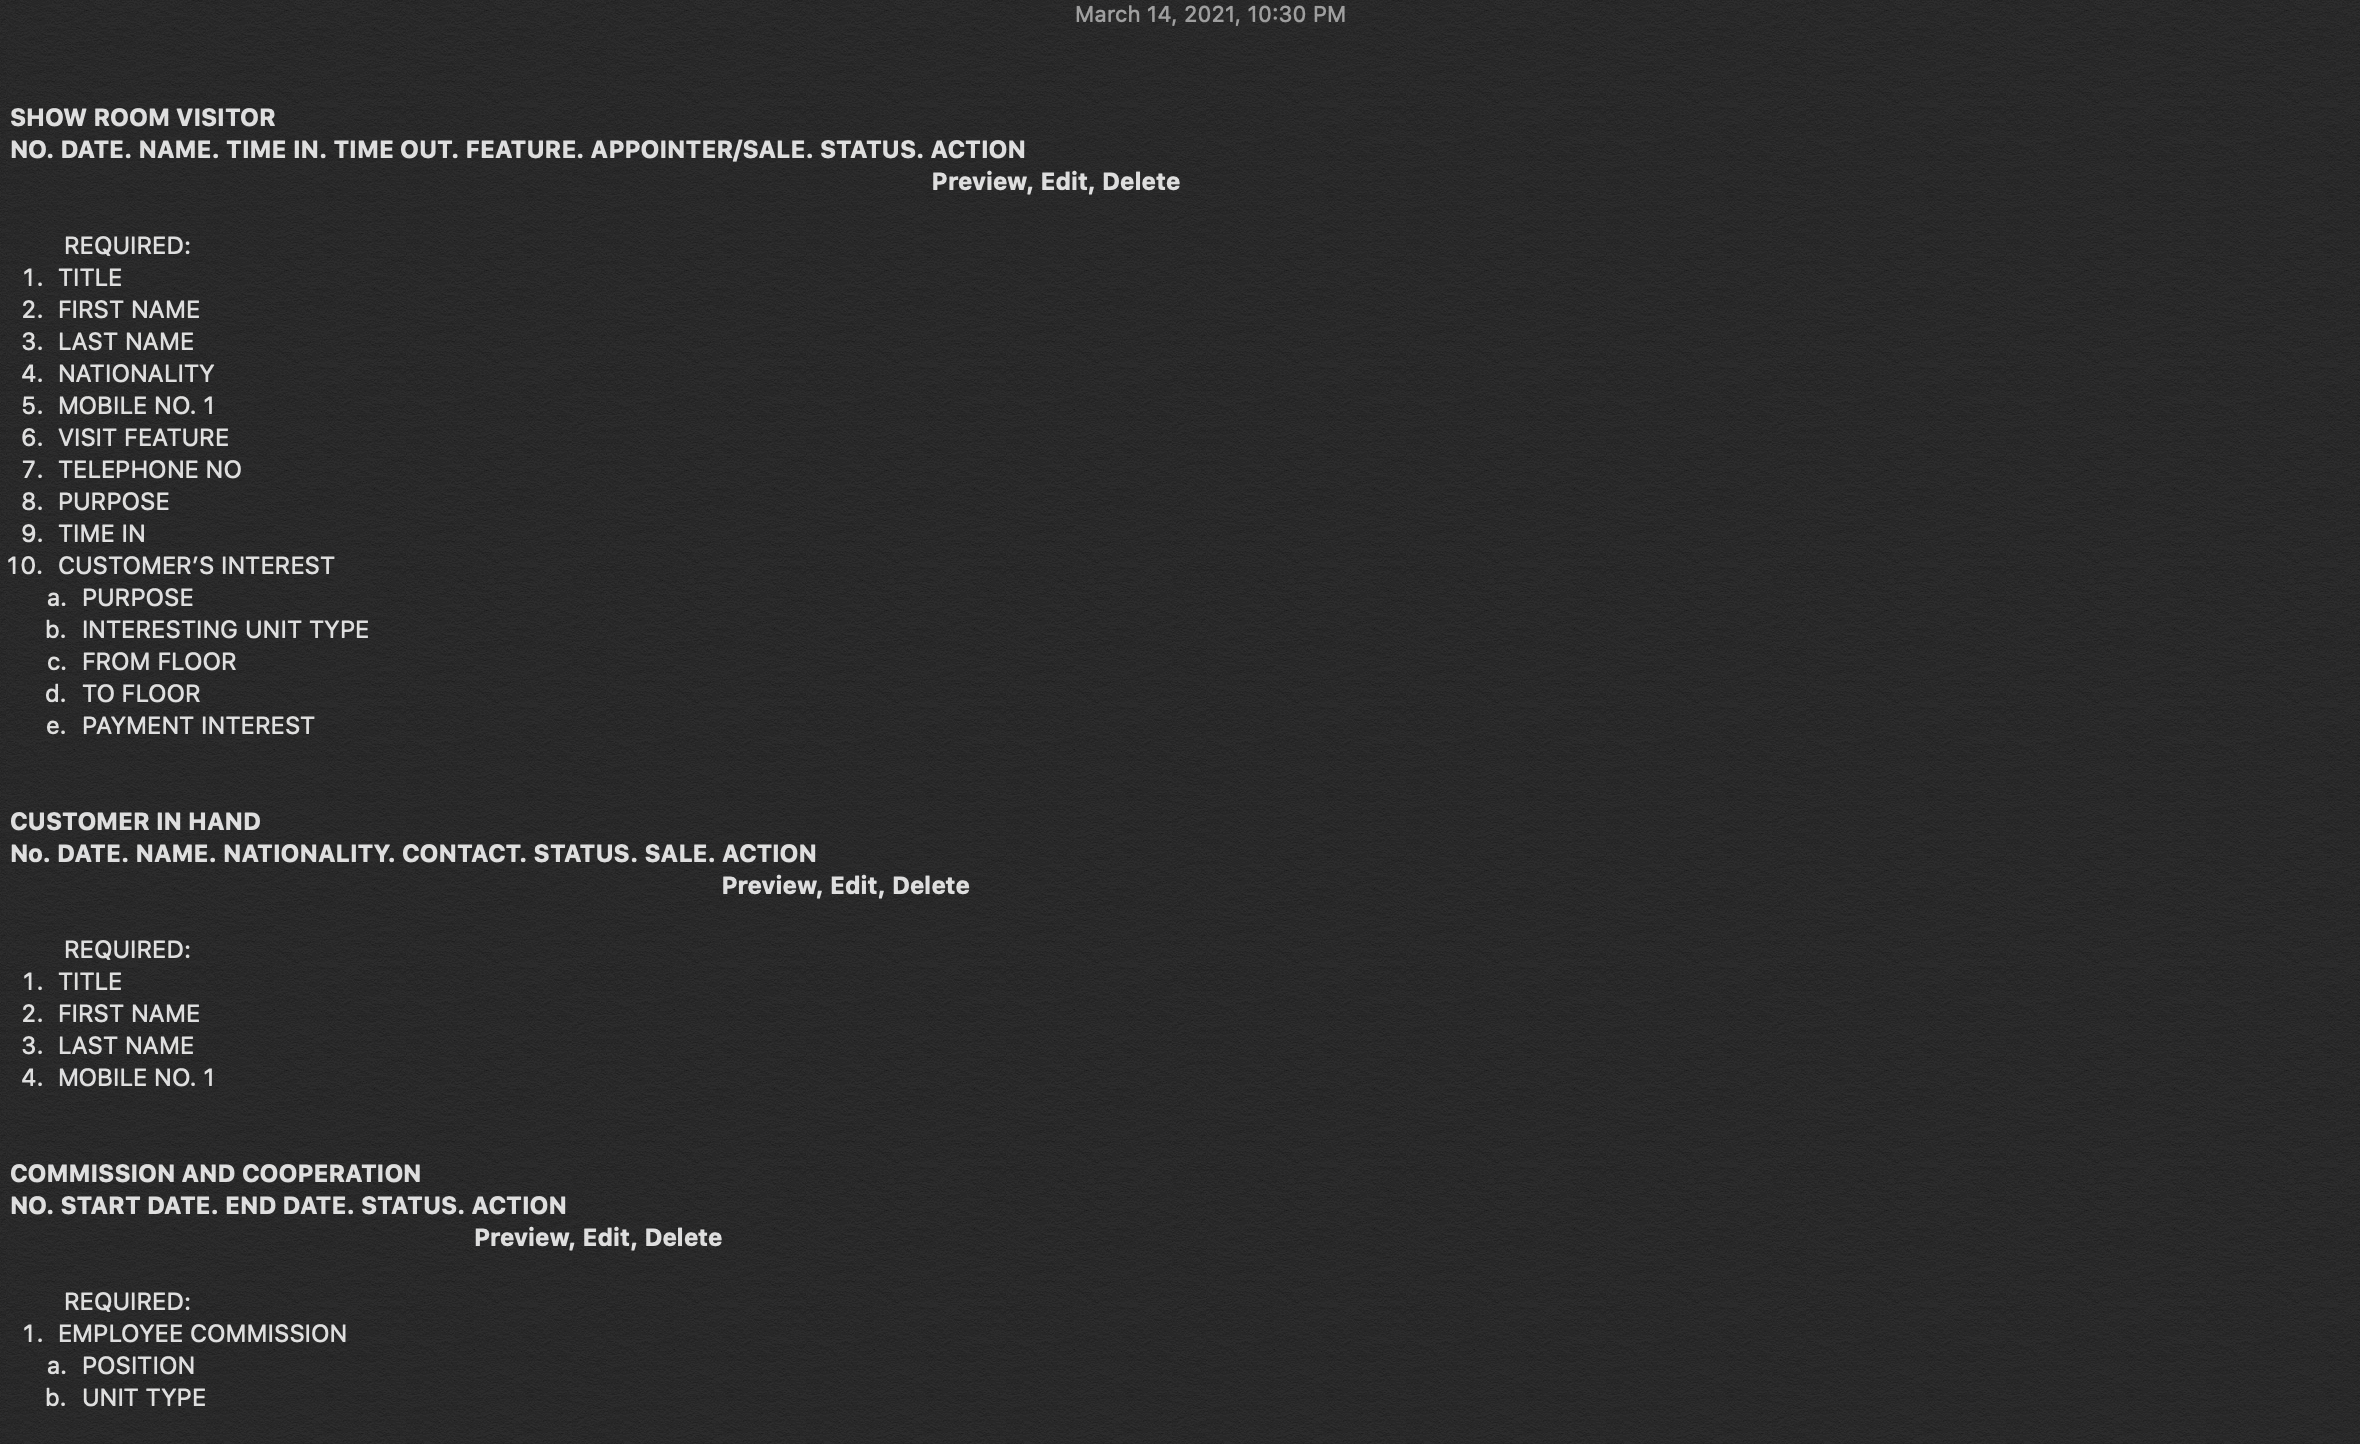 March 14, 2021, 10:30 PM
SHOW ROOM VISITOR
NO. DATE. NAME. TIME IN. TIME OUT. FEATURE. APPOINTER/SALE. STATUS. ACTION
Preview, Edit, Delete
REQUIRED:
1. TITLE
2. FIRST NAME
3. LAST NAME
4. NATIONALITY
5. MOBILE NO. 1
6. VISIT FEATURE
7. TELEPHONE NO
8. PURPOSE
9. TIME IN
10. CUSTOMER’S INTEREST
a. PURPOSE
b. INTERESTING UNIT TYPE
c. FROM FLOOR
d. TO FLOOR
e. PAYMENT INTEREST
CUSTOMER IN HAND
No. DATE. NAME. NATIONALITY. CONTACT. STATUS. SALE. ACTION
Preview, Edit, Delete
REQUIRED:
1. TITLE
2. FIRST NAME
3. LAST NAME
4. MOBILE NO. 1
COMMISSION AND COOPERATION
NO. START DATE. END DATE. STATUS. ACTION
Preview, Edit, Delete
REQUIRED:
1. EMPLOYEE COMMISSION
a. POSITION
b. UNIT TYPE